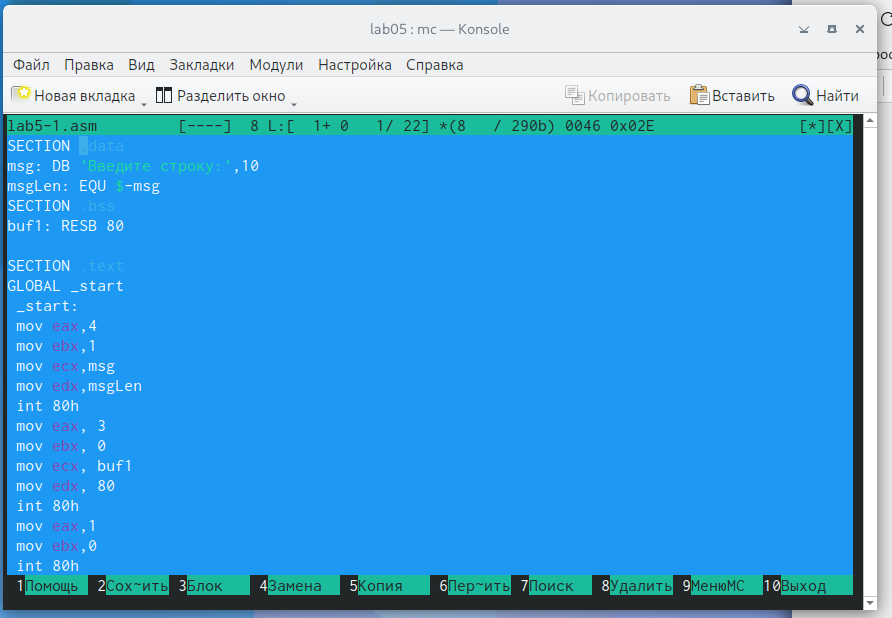 lab05 : mc — Konsole
Файл Правка Вид Закладки Модули Настройка Справка
Новая вкладка Разделить окно Копировать Вставить Найти
lab5-1.asm [----] 8 L:[ 1+ 0 1/ 22] *(8 / 290b) 0046 0x02E [*][X]
SECTION .data
msg: DB 'Введите строку:',10
msgLen: EQU $-msg
SECTION .bss
buf1: RESB 80
SECTION .text
GLOBAL _start
_start:
mov eax,4
mov ebx,1
mov ecx,msg
mov edx,msgLen
int 80h
mov eax, 3
mov ebx, 0
mov ecx, buf1
mov edx, 80
int 80h
mov eax,1
mov ebx,0
int 80h
1Помощь 2Сох~ить 3Блок 4Замена 5Копия 6Пер~ить 7Поиск 8Удалить 9МенюMC 10Выход